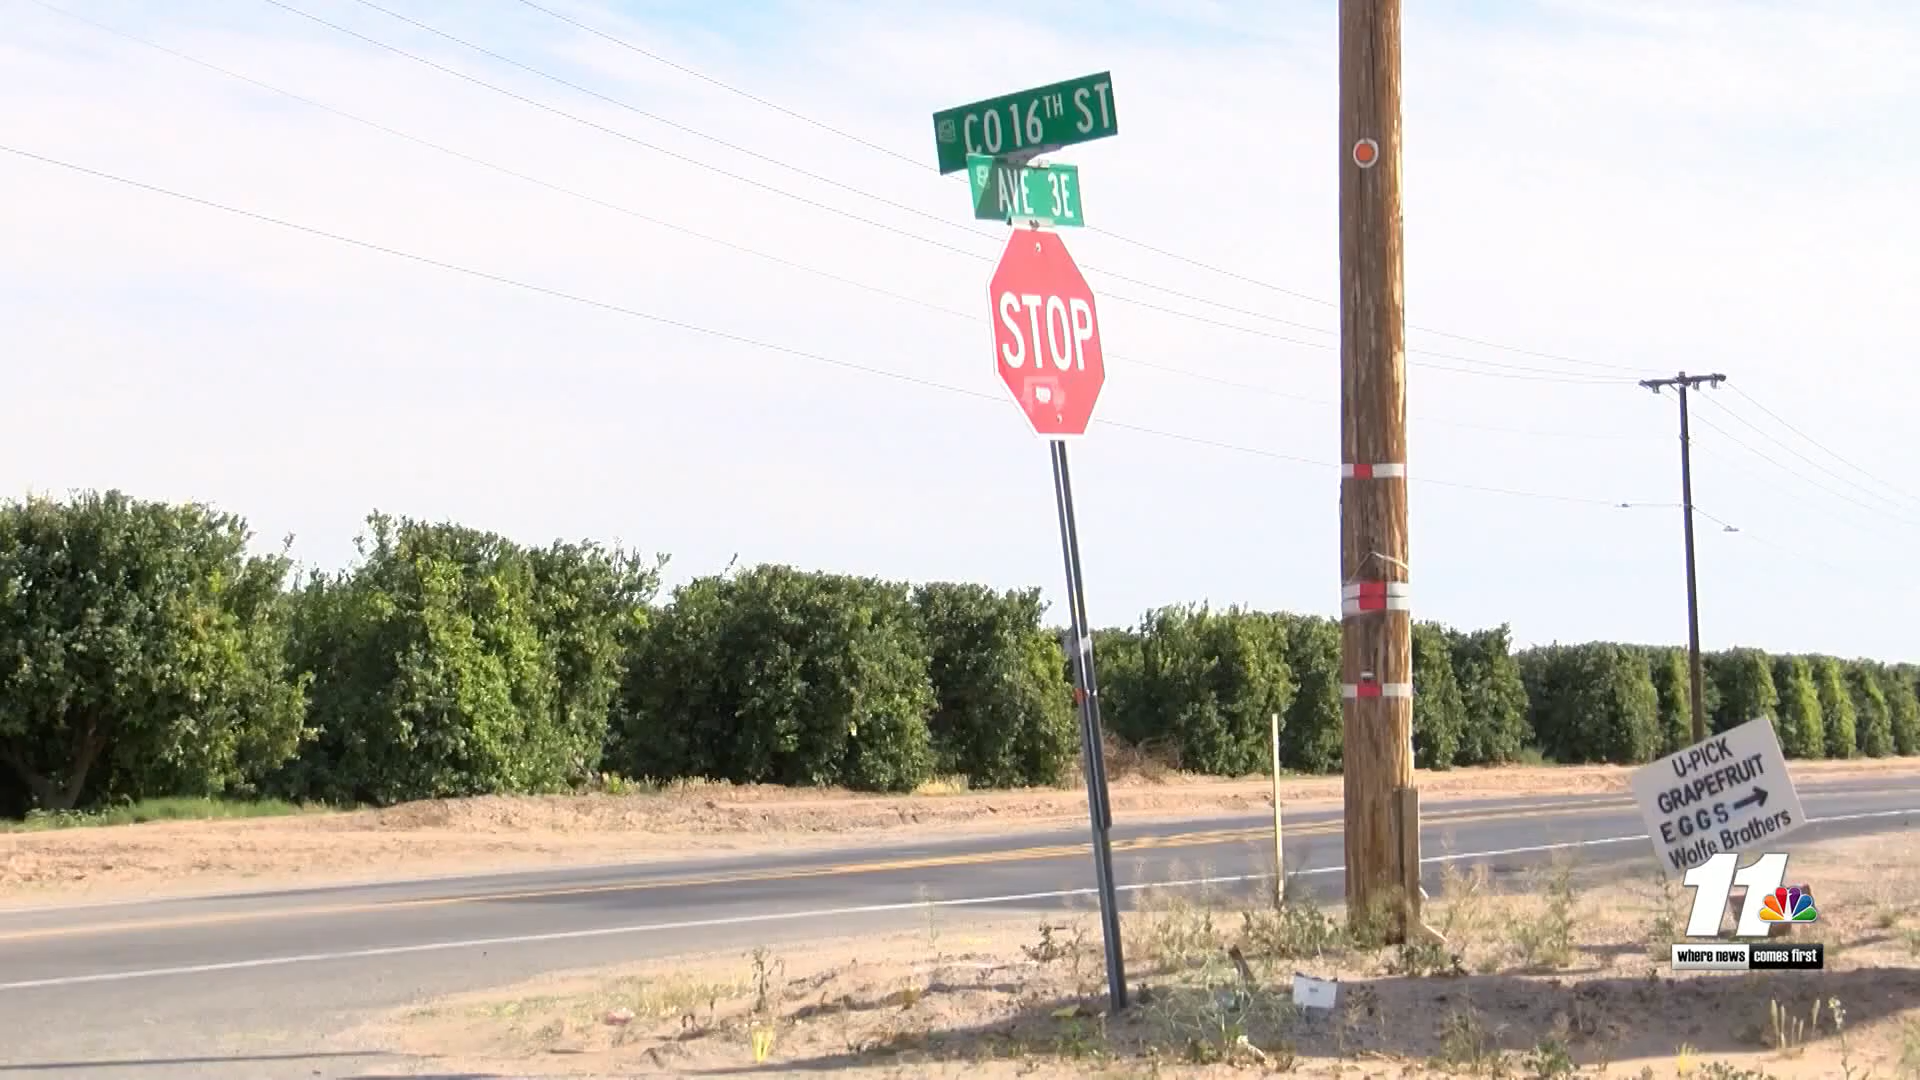 CO 16TH ST
AVE 3E
STOP
U-PICK
GRAPEFRUIT
EGGS →
Wolfe Brothers
11
where news comes first